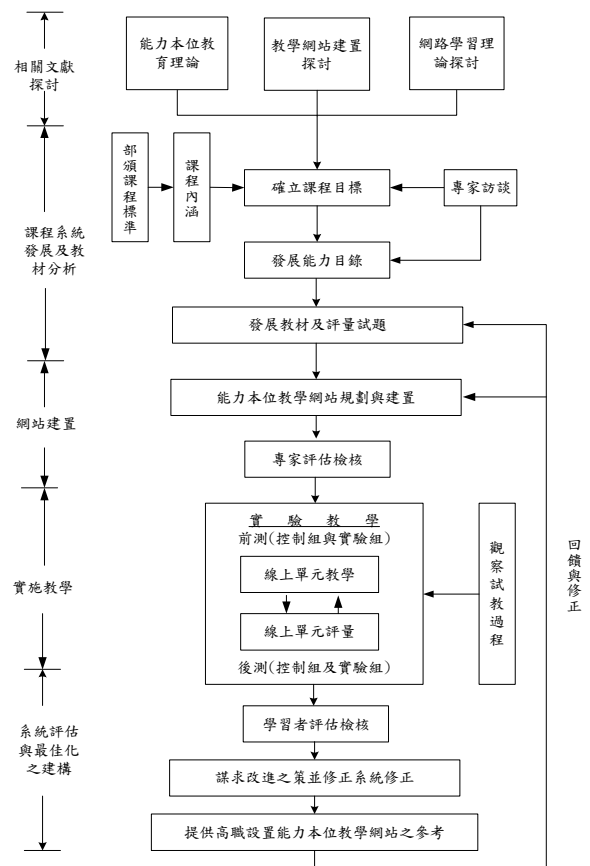 相關文獻
探討
能力本位教
育理論
教學網站建置
探討
網路學習理
論探討
課程系統
發展及教
材分析
部頒課程標準
課程內涵
確立課程目標
專家訪談
發展能力目錄
發展教材及評量試題
網站建置
能力本位教學網站規劃與建置
專家評估檢核
實施教學
實驗教學
前測(控制組與實驗組)
線上單元教學
線上單元評量
後測(控制組及實驗組)
觀察試教過程
回饋與修正
系統評估
與最佳化
之建構
學習者評估檢核
謀求改進之策並修正系統修正
提供高職設置能力本位教學網站之參考